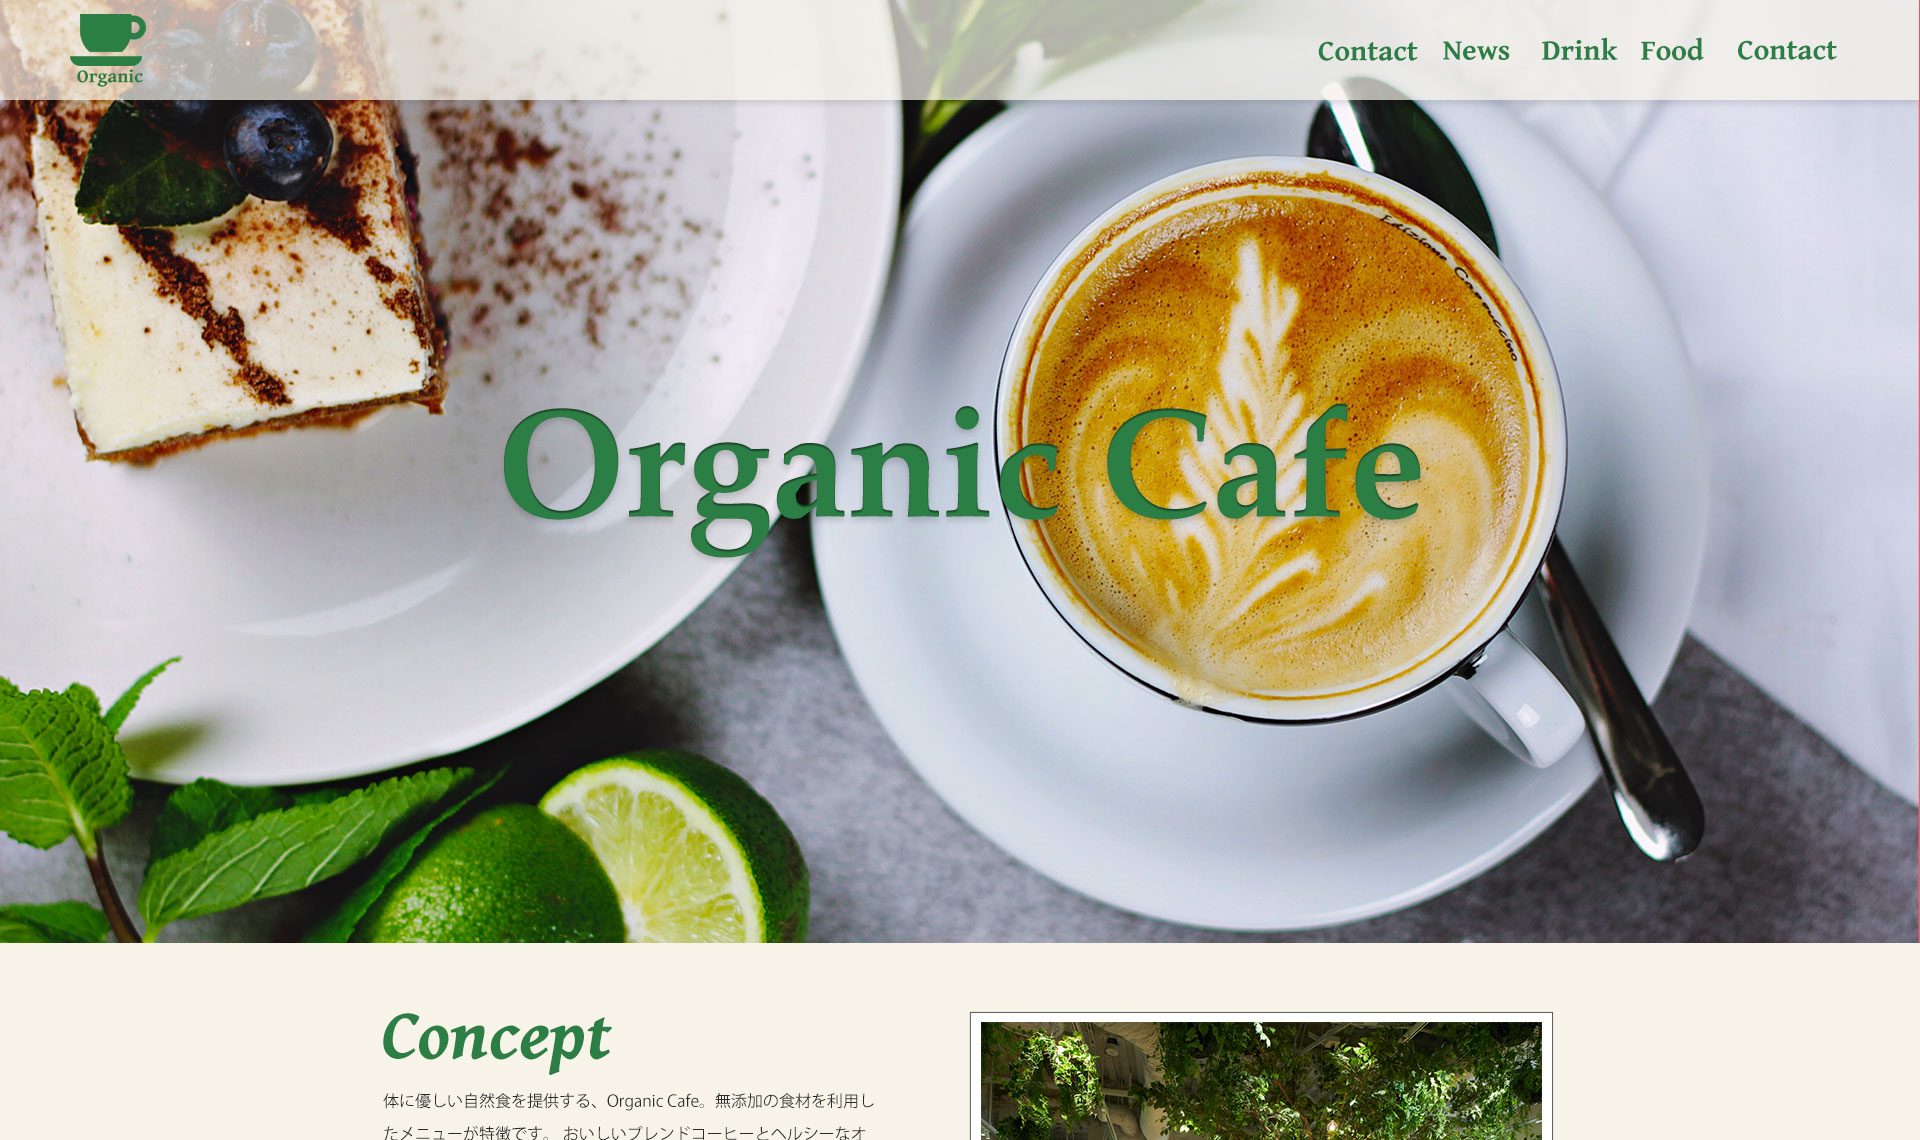 Organic
Contact News Drink Food Contact
Edizione Cappuccino
Organic Cafe
Concept
体に優しい自然食を提供する、Organic Cafe。無添加の食材を利用し
たメニューが特徴です。 おいしいブレンドコーヒーとヘルシーなオ